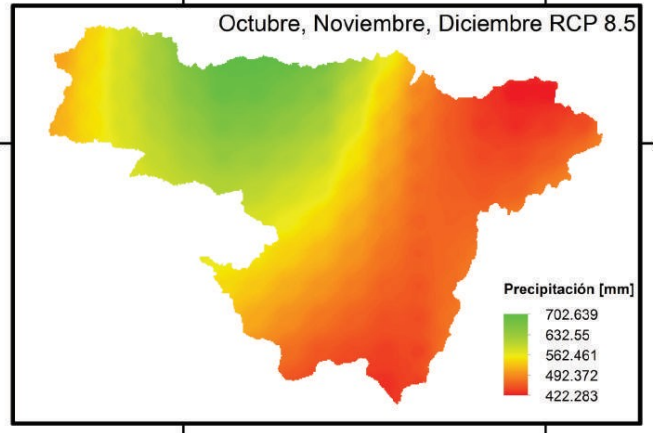 Octubre, Noviembre, Diciembre RCP 8.5
Precipitación [mm]
702.639
632.55
562.461
492.372
422.283